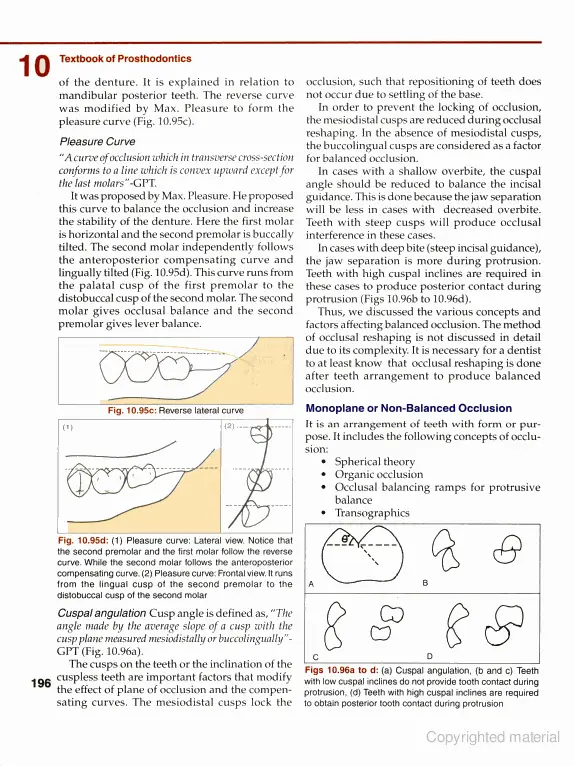 10
Textbook of Prosthodontics
of the denture. It is explained in relation to
mandibular posterior teeth. The reverse curve
was modified by Max. Pleasure to form the
pleasure curve (Fig. 10.95c).
Pleasure Curve
“A curve of occlusion which in transverse cross-section
conforms to a line which is convex upward except for
the last molars”-GPT.
It was proposed by Max. Pleasure. He proposed
this curve to balance the occlusion and increase
the stability of the denture. Here the first molar
is horizontal and the second premolar is buccally
tilted. The second molar independently follows
the anteroposterior compensating curve and
lingually tilted (Fig. 10.95d). This curve runs from
the palatal cusp of the first premolar to the
distobuccal cusp of the second molar. The second
molar gives occlusal balance and the second
premolar gives lever balance.
Fig. 10.95c: Reverse lateral curve
(1)
(2)
Fig. 10.95d: (1) Pleasure curve: Lateral view. Notice that
the second premolar and the first molar follow the reverse
curve. While the second molar follows the anteroposterior
compensating curve. (2) Pleasure curve: Frontal view. It runs
from the lingual cusp of the second premolar to the
distobuccal cusp of the second molar
Cuspal angulation Cusp angle is defined as, “The
angle made by the average slope of a cusp with the
cusp plane measured mesiodistally or buccolingually”-
GPT (Fig. 10.96a).
The cusps on the teeth or the inclination of the
cuspless teeth are important factors that modify
the effect of plane of occlusion and the compen-
sating curves. The mesiodistal cusps lock the
196
occlusion, such that repositioning of teeth does
not occur due to settling of the base.
In order to prevent the locking of occlusion,
the mesiodistal cusps are reduced during occlusal
reshaping. In the absence of mesiodistal cusps,
the buccolingual cusps are considered as a factor
for balanced occlusion.
In cases with a shallow overbite, the cuspal
angle should be reduced to balance the incisal
guidance. This is done because the jaw separation
will be less in cases with decreased overbite.
Teeth with steep cusps will produce occlusal
interference in these cases.
In cases with deep bite (steep incisal guidance),
the jaw separation is more during protrusion.
Teeth with high cuspal inclines are required in
these cases to produce posterior contact during
protrusion (Figs 10.96b to 10.96d).
Thus, we discussed the various concepts and
factors affecting balanced occlusion. The method
of occlusal reshaping is not discussed in detail
due to its complexity. It is necessary for a dentist
to at least know that occlusal reshaping is done
after teeth arrangement to produce balanced
occlusion.
Monoplane or Non-Balanced Occlusion
It is an arrangement of teeth with form or pur-
pose. It includes the following concepts of occlu-
sion:
• Spherical theory
• Organic occlusion
• Occlusal balancing ramps for protrusive
balance
• Transographics
θ
A
B
C
D
Figs 10.96a to d: (a) Cuspal angulation, (b and c) Teeth
with low cuspal inclines do not provide tooth contact during
protrusion, (d) Teeth with high cuspal inclines are required
to obtain posterior tooth contact during protrusion
Copyrighted material